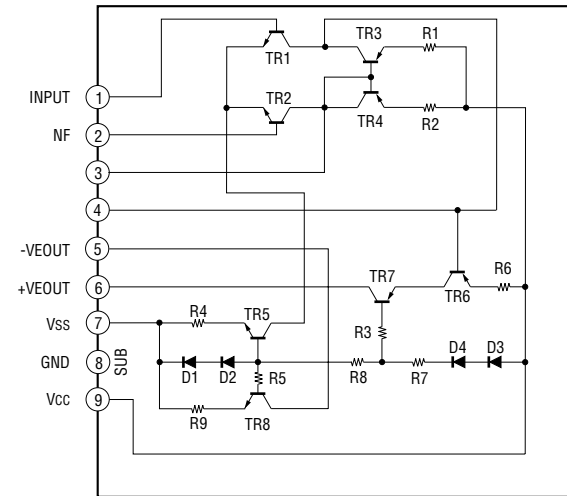 TR3 R1
TR1
INPUT 1
TR2
TR4 R2
NF 2
3
4
-VEOUT 5
+VEOUT 6
TR7
TR6
R6
Vss 7
R4 TR5
R3
D4 D3
GND 8 SUB
D1 D2
R5
R8 R7
Vcc 9
R9 TR8